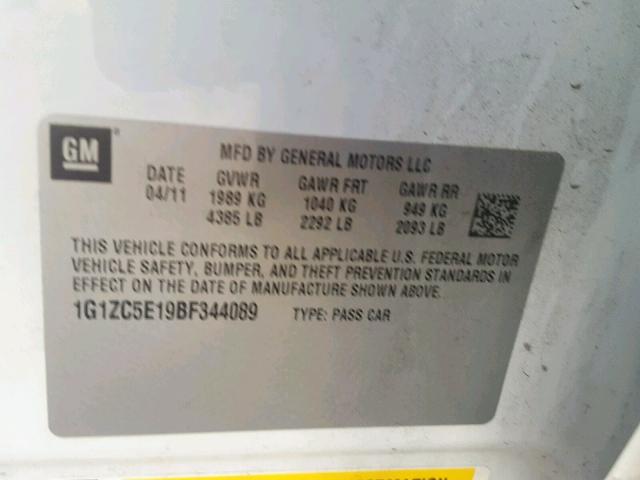 GM®
MFD BY GENERAL MOTORS LLC
DATE GVWR GAWR FRT GAWR RR
04/11 1989 KG 1040 KG 949 KG
4385 LB 2292 LB 2093 LB
THIS VEHICLE CONFORMS TO ALL APPLICABLE U.S. FEDERAL MOTOR
VEHICLE SAFETY, BUMPER, AND THEFT PREVENTION STANDARDS IN
EFFECT ON THE DATE OF MANUFACTURE SHOWN ABOVE.
1G1ZC5E19BF344089 TYPE: PASS CAR